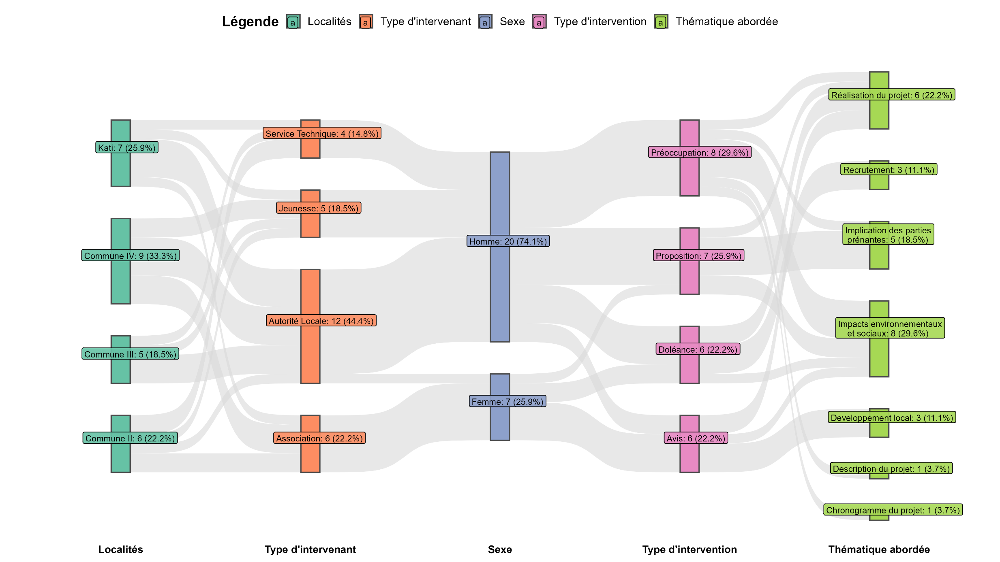 Légende a Localités a Type d'intervenant a Sexe a Type d'intervention a Thématique abordée
Kati: 7 (25.9%)
Commune IV: 9 (33.3%)
Commune III: 5 (18.5%)
Commune II: 6 (22.2%)
Service Technique: 4 (14.8%)
Jeunesse: 5 (18.5%)
Autorité Locale: 12 (44.4%)
Association: 6 (22.2%)
Homme: 20 (74.1%)
Femme: 7 (25.9%)
Préoccupation: 8 (29.6%)
Proposition: 7 (25.9%)
Doléance: 6 (22.2%)
Avis: 6 (22.2%)
Réalisation du projet: 6 (22.2%)
Recrutement: 3 (11.1%)
Implication des parties
prénantes: 5 (18.5%)
Impacts environnementaux
et sociaux: 8 (29.6%)
Developpement local: 3 (11.1%)
Description du projet: 1 (3.7%)
Chronogramme du projet: 1 (3.7%)
Localités Type d'intervenant Sexe Type d'intervention Thématique abordée